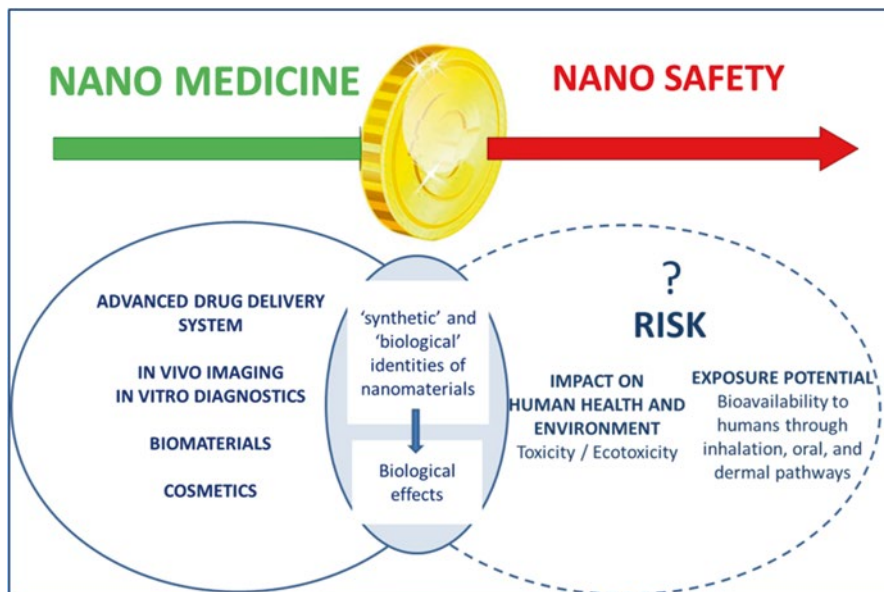 NANO MEDICINE
NANO SAFETY
ADVANCED DRUG DELIVERY
SYSTEM
IN VIVO IMAGING
IN VITRO DIAGNOSTICS
BIOMATERIALS
COSMETICS
‘synthetic’ and
‘biological’
identities of
nanomaterials
Biological
effects
?
RISK
IMPACT ON
HUMAN HEALTH AND
ENVIRONMENT
Toxicity / Ecotoxicity
EXPOSURE POTENTIAL
Bioavailability to
humans through
inhalation, oral, and
dermal pathways